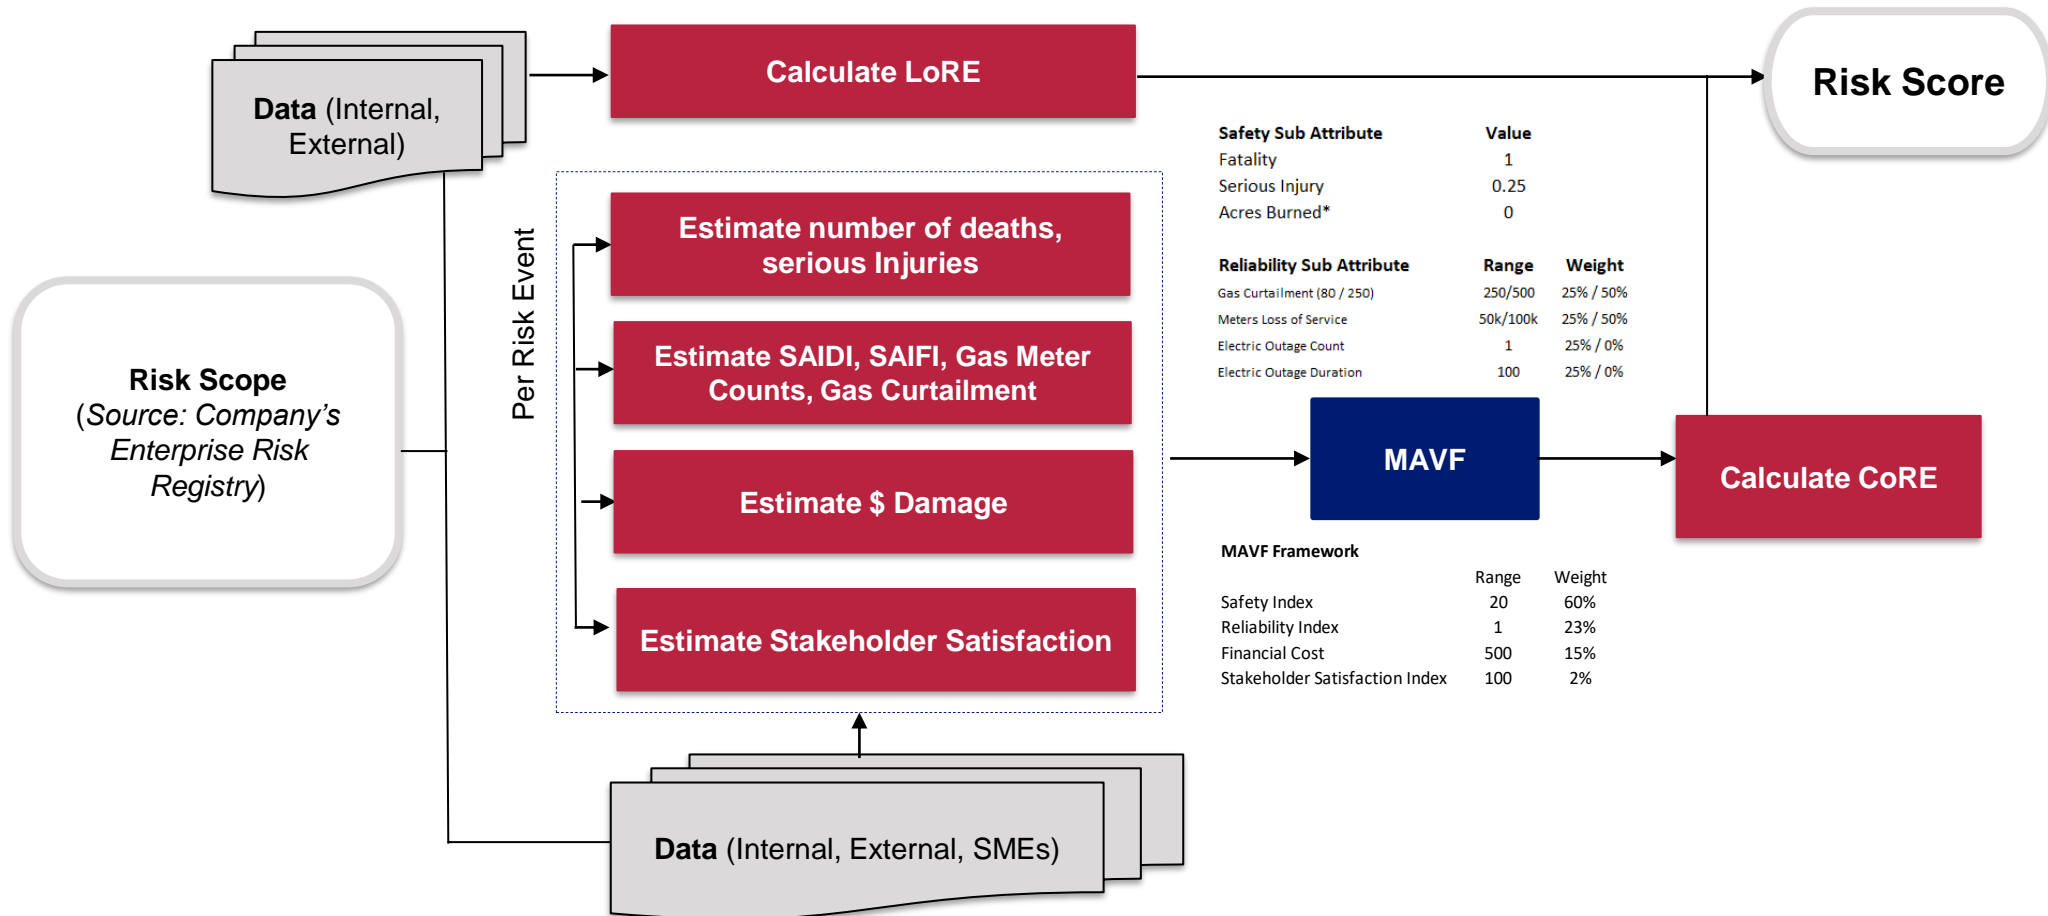 Calculate LoRE
Risk Score
Data (Internal,
External)
Safety Sub Attribute Value
Fatality 1
Serious Injury 0.25
Acres Burned* 0
Per Risk Event
Estimate number of deaths,
serious Injuries
Reliability Sub Attribute Range Weight
Gas Curtailment (80 / 250) 250/500 25% / 50%
Meters Loss of Service 50k/100k 25% / 50%
Electric Outage Count 1 25% / 0%
Electric Outage Duration 100 25% / 0%
Estimate SAIDI, SAIFI, Gas Meter
Counts, Gas Curtailment
Risk Scope
(Source: Company’s
Enterprise Risk
Registry)
MAVF
Calculate CoRE
Estimate $ Damage
MAVF Framework
Range Weight
Safety Index 20 60%
Reliability Index 1 23%
Financial Cost 500 15%
Stakeholder Satisfaction Index 100 2%
Estimate Stakeholder Satisfaction
Data (Internal, External, SMEs)